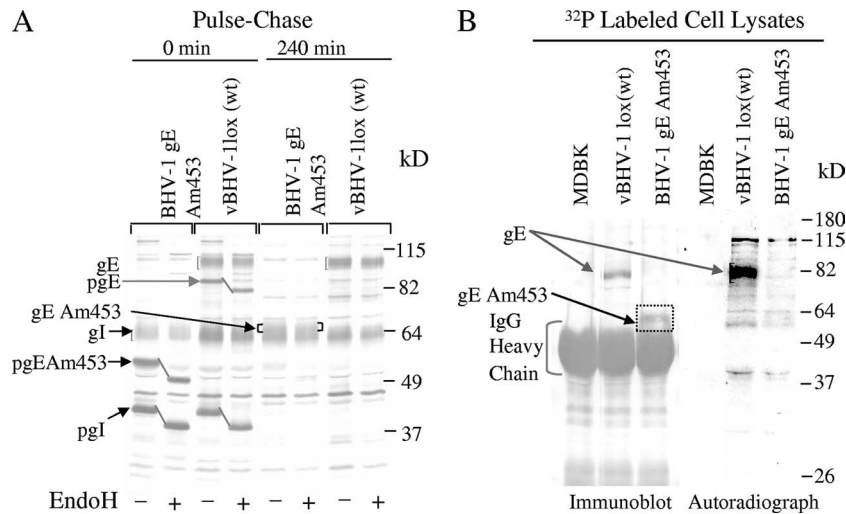 A
Pulse-Chase
0 min 240 min
BHV-1 gE Am453
vBHV-1lox (wt)
BHV-1 gE Am453
vBHV-1lox (wt)
kD
gE
pgE
gE Am453
gI
pgEAm453
pgI
115
82
64
49
37
EndoH − + − + − + − +
B
32P Labeled Cell Lysates
MDBK
vBHV-1 lox(wt)
BHV-1 gE Am453
MDBK
vBHV-1 lox(wt)
BHV-1 gE Am453
kD
gE
gE Am453
IgG
Heavy
Chain
180
115
82
64
49
37
26
Immunoblot Autoradiograph